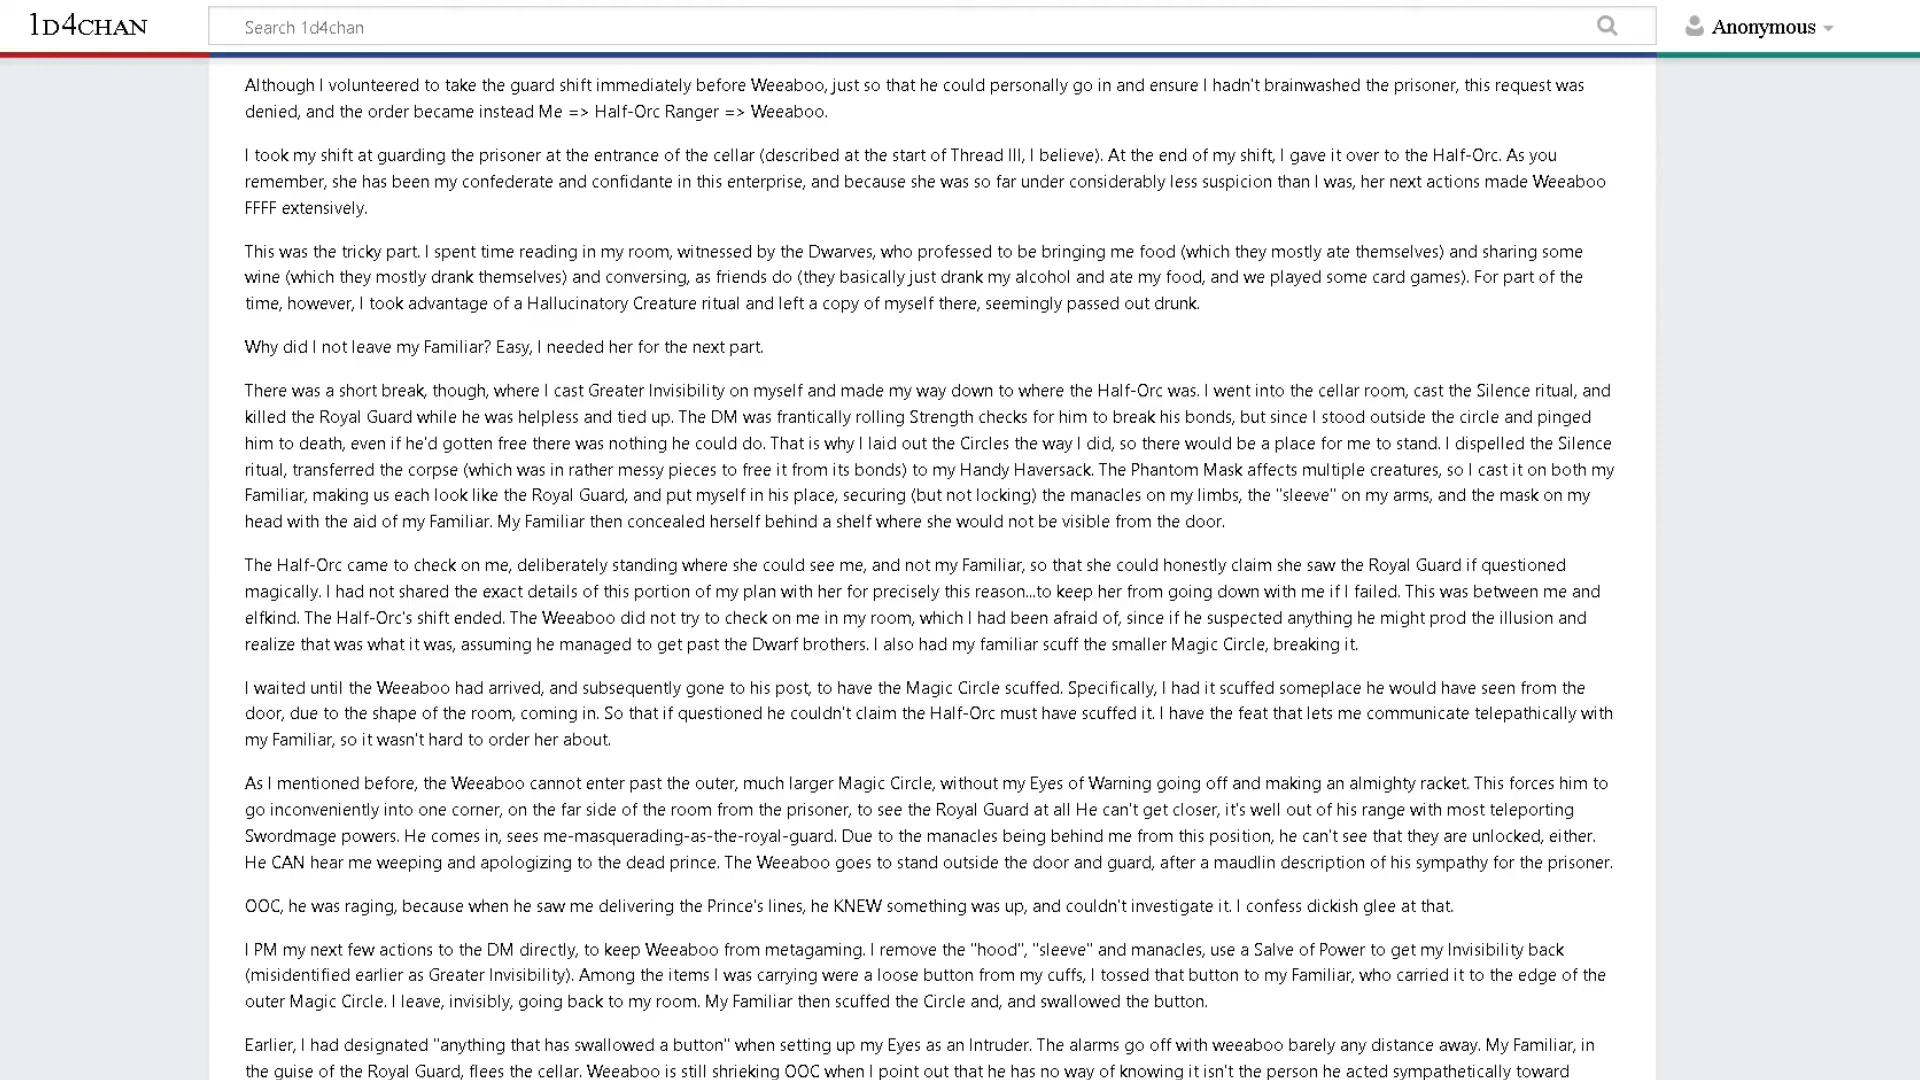 1D4CHAN
Search 1d4chan
Anonymous
Although I volunteered to take the guard shift immediately before Weeaboo, just so that he could personally go in and ensure I hadn't brainwashed the prisoner, this request was
denied, and the order became instead Me => Half-Orc Ranger => Weeaboo.
I took my shift at guarding the prisoner at the entrance of the cellar (described at the start of Thread III, I believe). At the end of my shift, I gave it over to the Half-Orc. As you
remember, she has been my confederate and confidante in this enterprise, and because she was so far under considerably less suspicion than I was, her next actions made Weeaboo
FFFF extensively.
This was the tricky part. I spent time reading in my room, witnessed by the Dwarves, who professed to be bringing me food (which they mostly ate themselves) and sharing some
wine (which they mostly drank themselves) and conversing, as friends do (they basically just drank my alcohol and ate my food, and we played some card games). For part of the
time, however, I took advantage of a Hallucinatory Creature ritual and left a copy of myself there, seemingly passed out drunk.
Why did I not leave my Familiar? Easy, I needed her for the next part.
There was a short break, though, where I cast Greater Invisibility on myself and made my way down to where the Half-Orc was. I went into the cellar room, cast the Silence ritual, and
killed the Royal Guard while he was helpless and tied up. The DM was frantically rolling Strength checks for him to break his bonds, but since I stood outside the circle and pinged
him to death, even if he'd gotten free there was nothing he could do. That is why I laid out the Circles the way I did, so there would be a place for me to stand. I dispelled the Silence
ritual, transferred the corpse (which was in rather messy pieces to free it from its bonds) to my Handy Haversack. The Phantom Mask affects multiple creatures, so I cast it on both my
Familiar, making us each look like the Royal Guard, and put myself in his place, securing (but not locking) the manacles on my limbs, the "sleeve" on my arms, and the mask on my
head with the aid of my Familiar. My Familiar then concealed herself behind a shelf where she would not be visible from the door.
The Half-Orc came to check on me, deliberately standing where she could see me, and not my Familiar, so that she could honestly claim she saw the Royal Guard if questioned
magically. I had not shared the exact details of this portion of my plan with her for precisely this reason...to keep her from going down with me if I failed. This was between me and
elfkind. The Half-Orc's shift ended. The Weeaboo did not try to check on me in my room, which I had been afraid of, since if he suspected anything he might prod the illusion and
realize that was what it was, assuming he managed to get past the Dwarf brothers. I also had my familiar scuff the smaller Magic Circle, breaking it.
I waited until the Weeaboo had arrived, and subsequently gone to his post, to have the Magic Circle scuffed. Specifically, I had it scuffed someplace he would have seen from the
door, due to the shape of the room, coming in. So that if questioned he couldn't claim the Half-Orc must have scuffed it. I have the feat that lets me communicate telepathically with
my Familiar, so it wasn't hard to order her about.
As I mentioned before, the Weeaboo cannot enter past the outer, much larger Magic Circle, without my Eyes of Warning going off and making an almighty racket. This forces him to
go inconveniently into one corner, on the far side of the room from the prisoner, to see the Royal Guard at all He can't get closer, it's well out of his range with most teleporting
Swordmage powers. He comes in, sees me-masquerading-as-the-royal-guard. Due to the manacles being behind me from this position, he can't see that they are unlocked, either.
He CAN hear me weeping and apologizing to the dead prince. The Weeaboo goes to stand outside the door and guard, after a maudlin description of his sympathy for the prisoner.
OOC, he was raging, because when he saw me delivering the Prince's lines, he KNEW something was up, and couldn't investigate it. I confess dickish glee at that.
I PM my next few actions to the DM directly, to keep Weeaboo from metagaming. I remove the "hood", "sleeve" and manacles, use a Salve of Power to get my Invisibility back
(misidentified earlier as Greater Invisibility). Among the items I was carrying were a loose button from my cuffs, I tossed that button to my Familiar, who carried it to the edge of the
outer Magic Circle. I leave, invisibly, going back to my room. My Familiar then scuffed the Circle and, and swallowed the button.
Earlier, I had designated "anything that has swallowed a button" when setting up my Eyes as an Intruder. The alarms go off with weeaboo barely any distance away. My Familiar, in
the guise of the Royal Guard, flees the cellar. Weeaboo is still shrieking OOC when I point out that he has no way of knowing it isn't the person he acted sympathetically toward